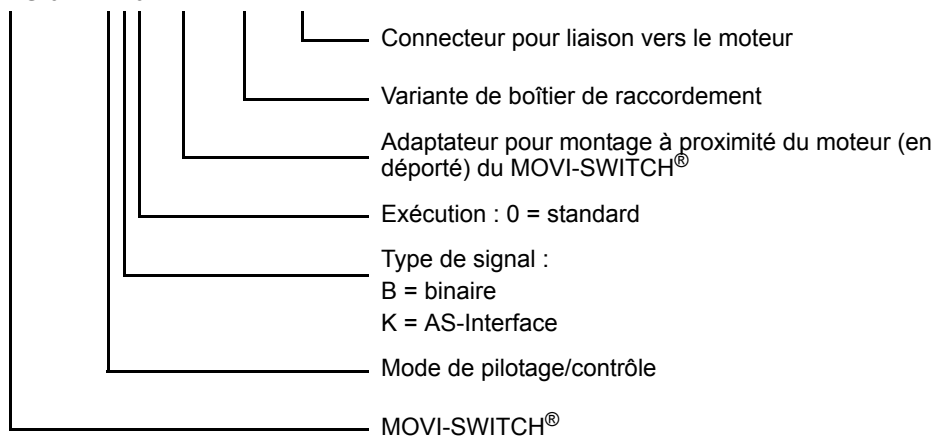 Connecteur pour liaison vers le moteur
Variante de boîtier de raccordement
Adaptateur pour montage à proximité du moteur (en
déporté) du MOVI-SWITCH®
Exécution : 0 = standard
Type de signal :
B = binaire
K = AS-Interface
Mode de pilotage/contrôle
MOVI-SWITCH®